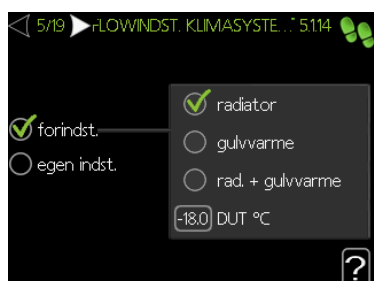 5/19 FLOWINDST. KLIMASYSTE... 5.1.14
forindst.
egen indst.
radiator
gulvvarme
rad. + gulvvarme
-18.0 DUT °C
?